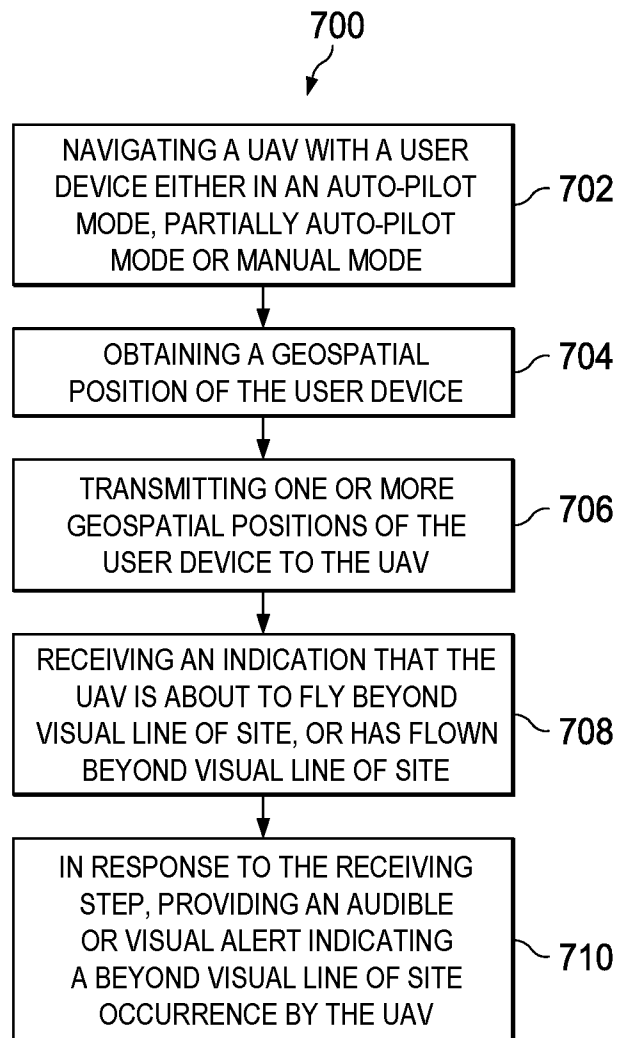 700
NAVIGATING A UAV WITH A USER
DEVICE EITHER IN AN AUTO-PILOT
MODE, PARTIALLY AUTO-PILOT
MODE OR MANUAL MODE
702
OBTAINING A GEOSPATIAL
POSITION OF THE USER DEVICE
704
TRANSMITTING ONE OR MORE
GEOSPATIAL POSITIONS OF THE
USER DEVICE TO THE UAV
706
RECEIVING AN INDICATION THAT THE
UAV IS ABOUT TO FLY BEYOND
VISUAL LINE OF SITE, OR HAS FLOWN
BEYOND VISUAL LINE OF SITE
708
IN RESPONSE TO THE RECEIVING
STEP, PROVIDING AN AUDIBLE
OR VISUAL ALERT INDICATING
A BEYOND VISUAL LINE OF SITE
OCCURRENCE BY THE UAV
710